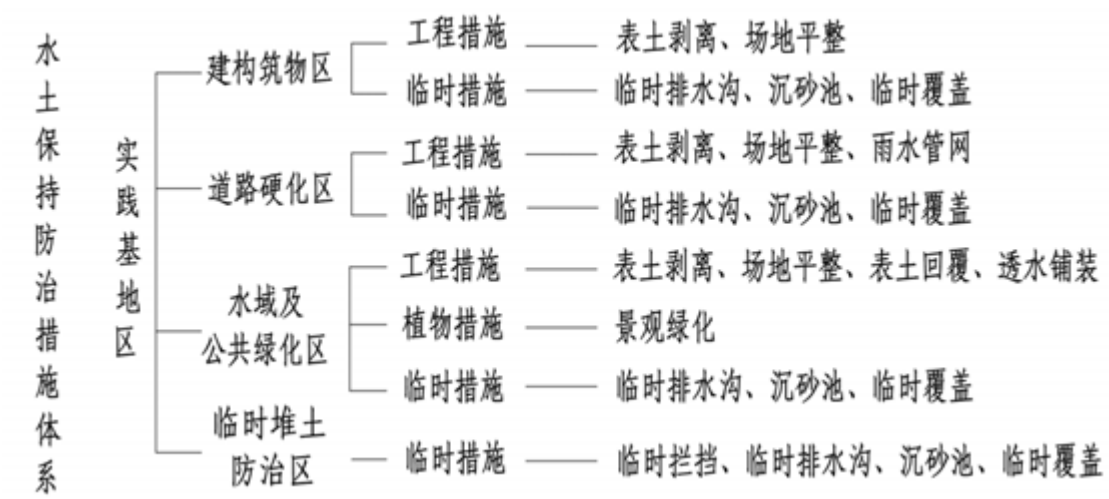 水土保持防治措施体系
实践基地区
建构筑物区
工程措施
表土剥离、场地平整
临时措施
临时排水沟、沉砂池、临时覆盖
道路硬化区
工程措施
表土剥离、场地平整、雨水管网
临时措施
临时排水沟、沉砂池、临时覆盖
水域及
公共绿化区
工程措施
表土剥离、场地平整、表土回覆、透水铺装
植物措施
景观绿化
临时措施
临时排水沟、沉砂池、临时覆盖
临时堆土
防治区
临时措施
临时拦挡、临时排水沟、沉砂池、临时覆盖